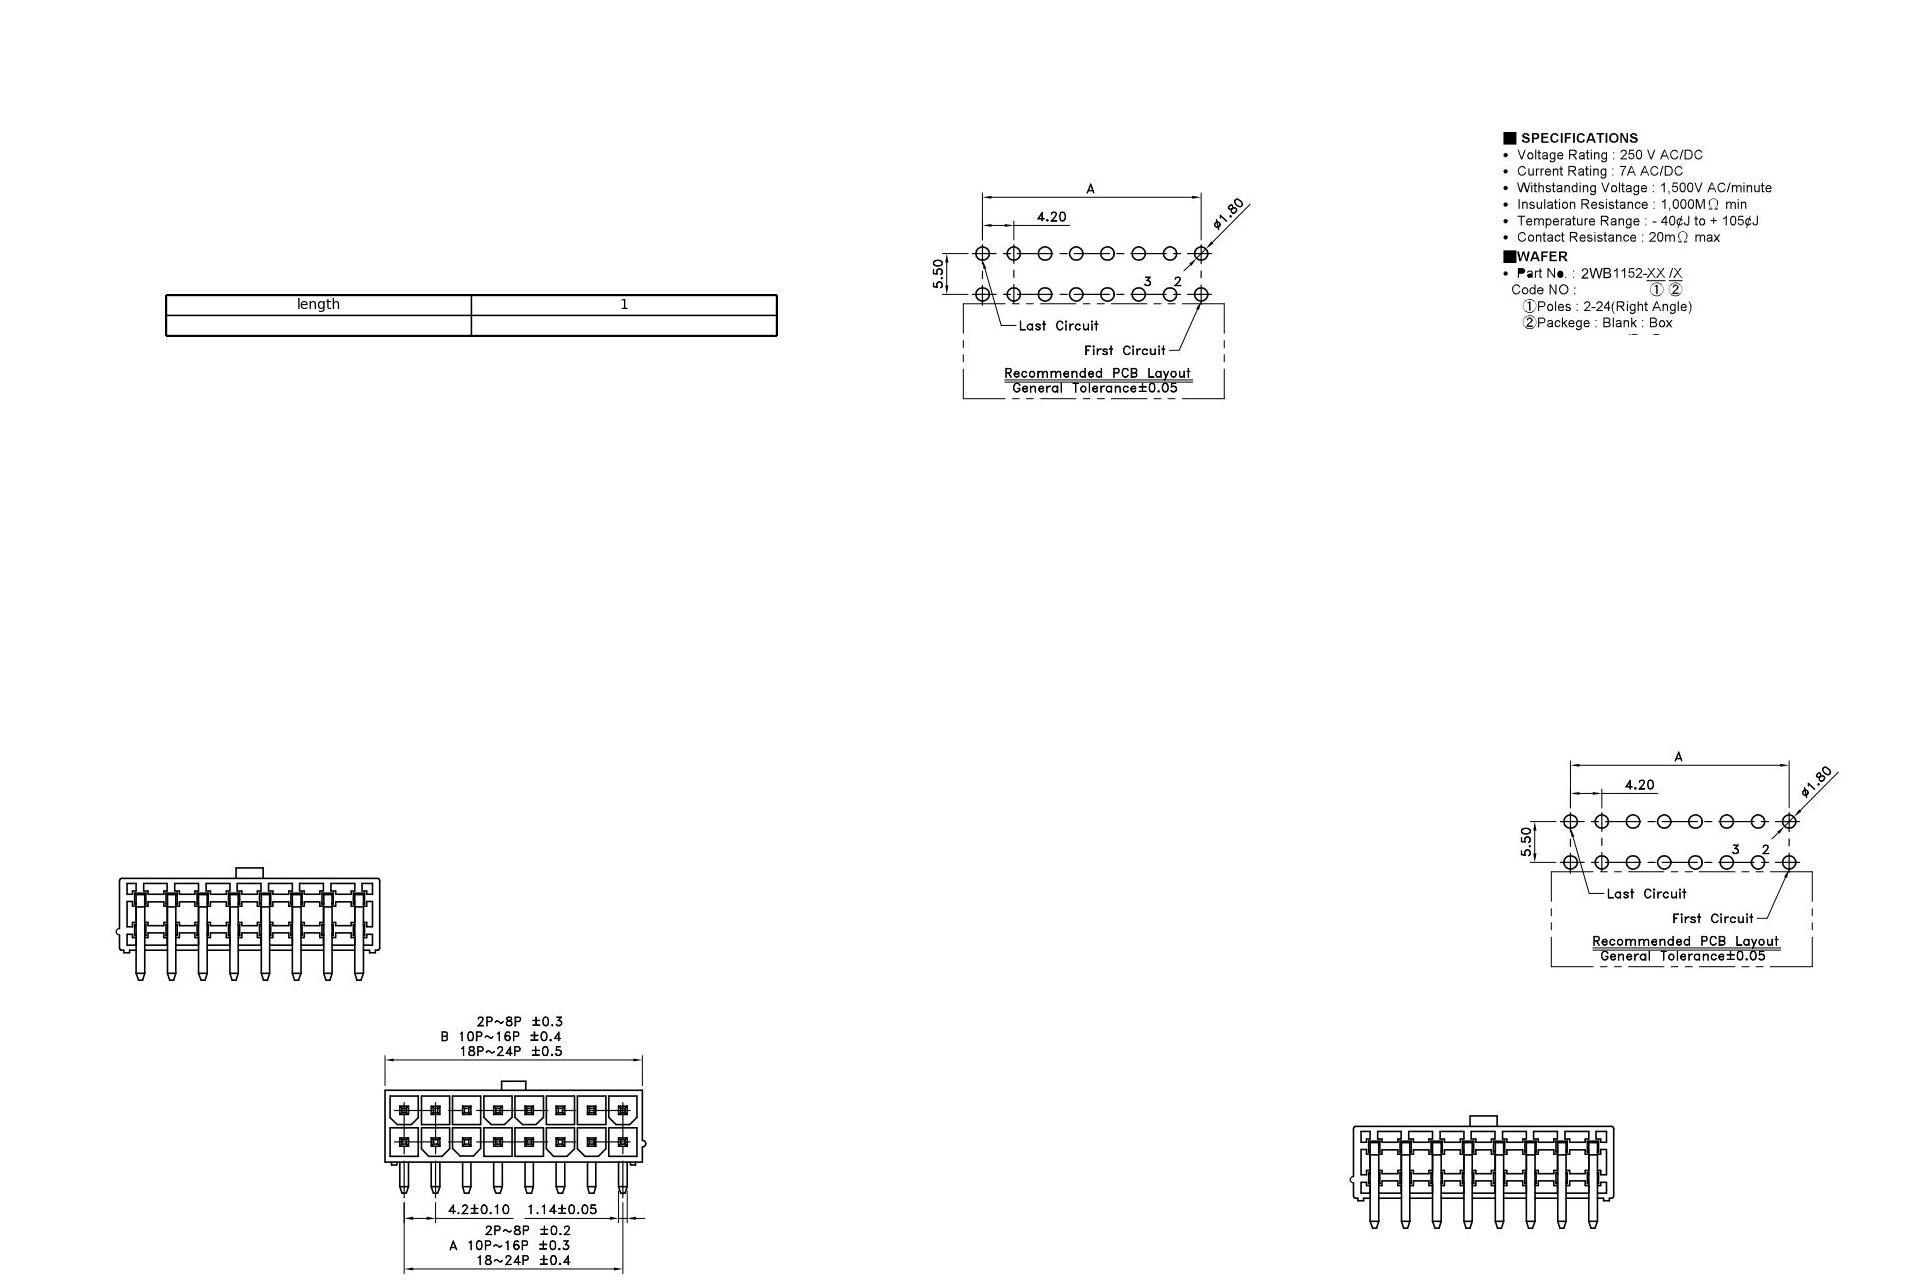 length 1
A
4.20
ø1.80
5.50
3 2
Last Circuit
First Circuit
Recommended PCB Layout
General Tolerance±0.05
■ SPECIFICATIONS
• Voltage Rating : 250 V AC/DC
• Current Rating : 7A AC/DC
• Withstanding Voltage : 1,500V AC/minute
• Insulation Resistance : 1,000MΩ min
• Temperature Range : - 40¢J to + 105¢J
• Contact Resistance : 20mΩ max
■WAFER
• Part No. : 2WB1152-XX /X
Code NO : ① ②
①Poles : 2-24(Right Angle)
②Packege : Blank : Box
A
4.20
ø1.80
5.50
3 2
Last Circuit
First Circuit
Recommended PCB Layout
General Tolerance±0.05
2P~8P ±0.3
B 10P~16P ±0.4
18P~24P ±0.5
4.2±0.10 1.14±0.05
2P~8P ±0.2
A 10P~16P ±0.3
18~24P ±0.4